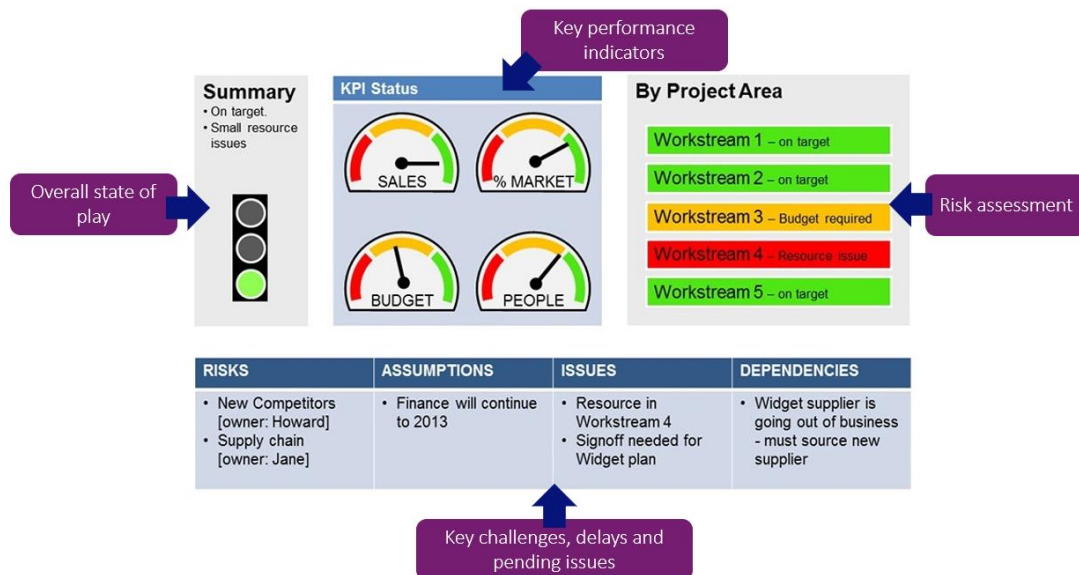 Key performance
indicators
Summary
• On target.
• Small resource
issues
KPI Status
SALES
% MARKET
BUDGET
PEOPLE
By Project Area
Workstream 1 – on target
Workstream 2 – on target
Workstream 3 – Budget required
Workstream 4 – Resource issue
Workstream 5 – on target
Overall state of
play
Risk assessment
RISKS
• New Competitors
[owner: Howard]
• Supply chain
[owner: Jane]
ASSUMPTIONS
• Finance will continue
to 2013
ISSUES
• Resource in
Workstream 4
• Signoff needed for
Widget plan
DEPENDENCIES
• Widget supplier is
going out of business
- must source new
supplier
Key challenges, delays and
pending issues